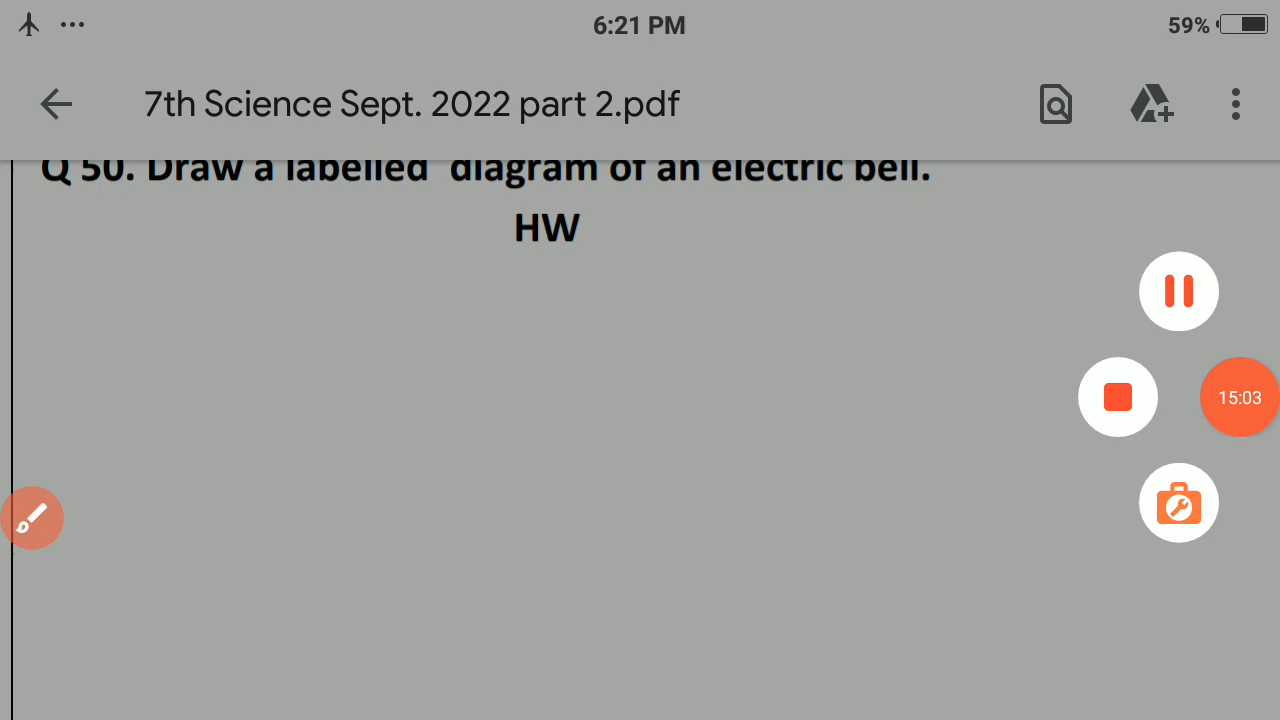 6:21 PM
59%
7th Science Sept. 2022 part 2.pdf
Q 50. Draw a labelled diagram of an electric bell.
HW
15:03